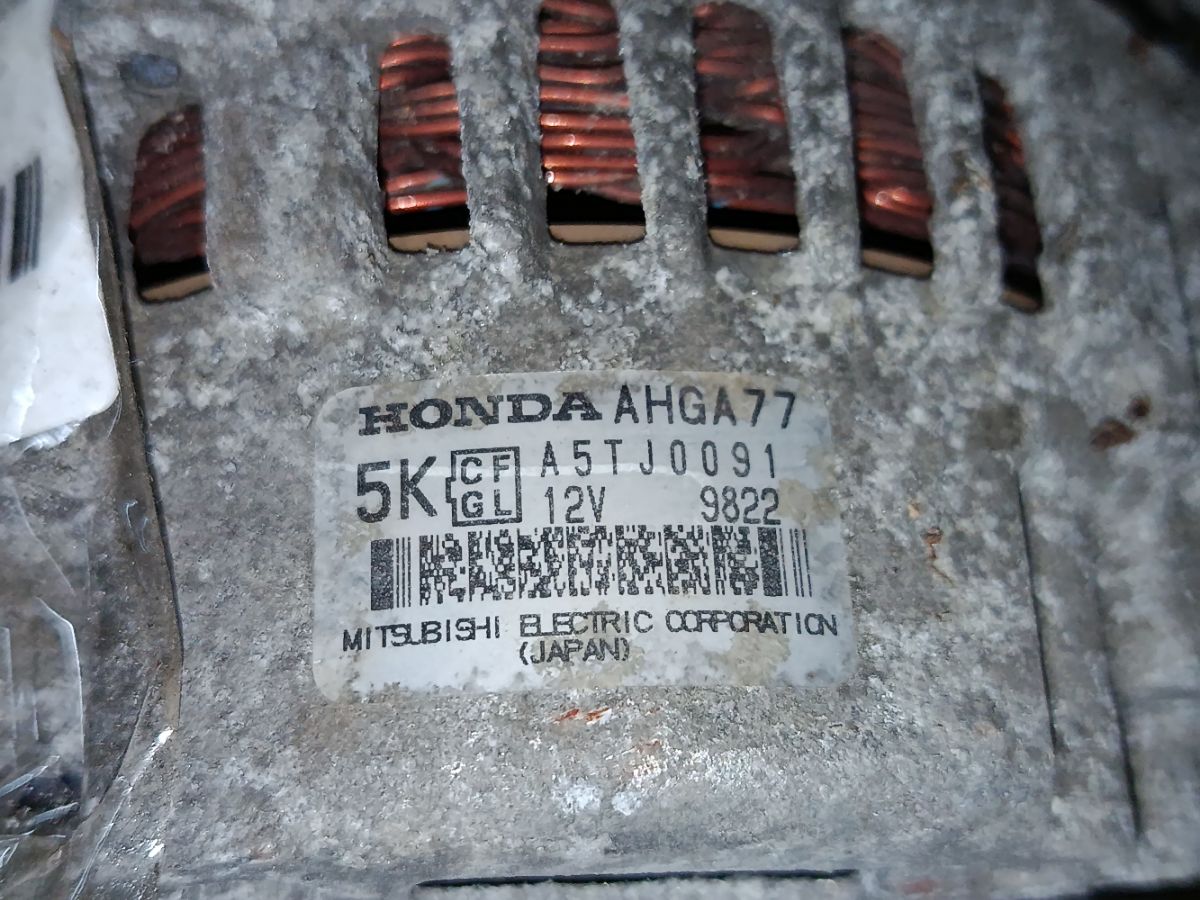 HONDA AHGA77
5K CF GL A5TJ0091
12V 9822
MITSUBISHI ELECTRIC CORPORATION
(JAPAN)